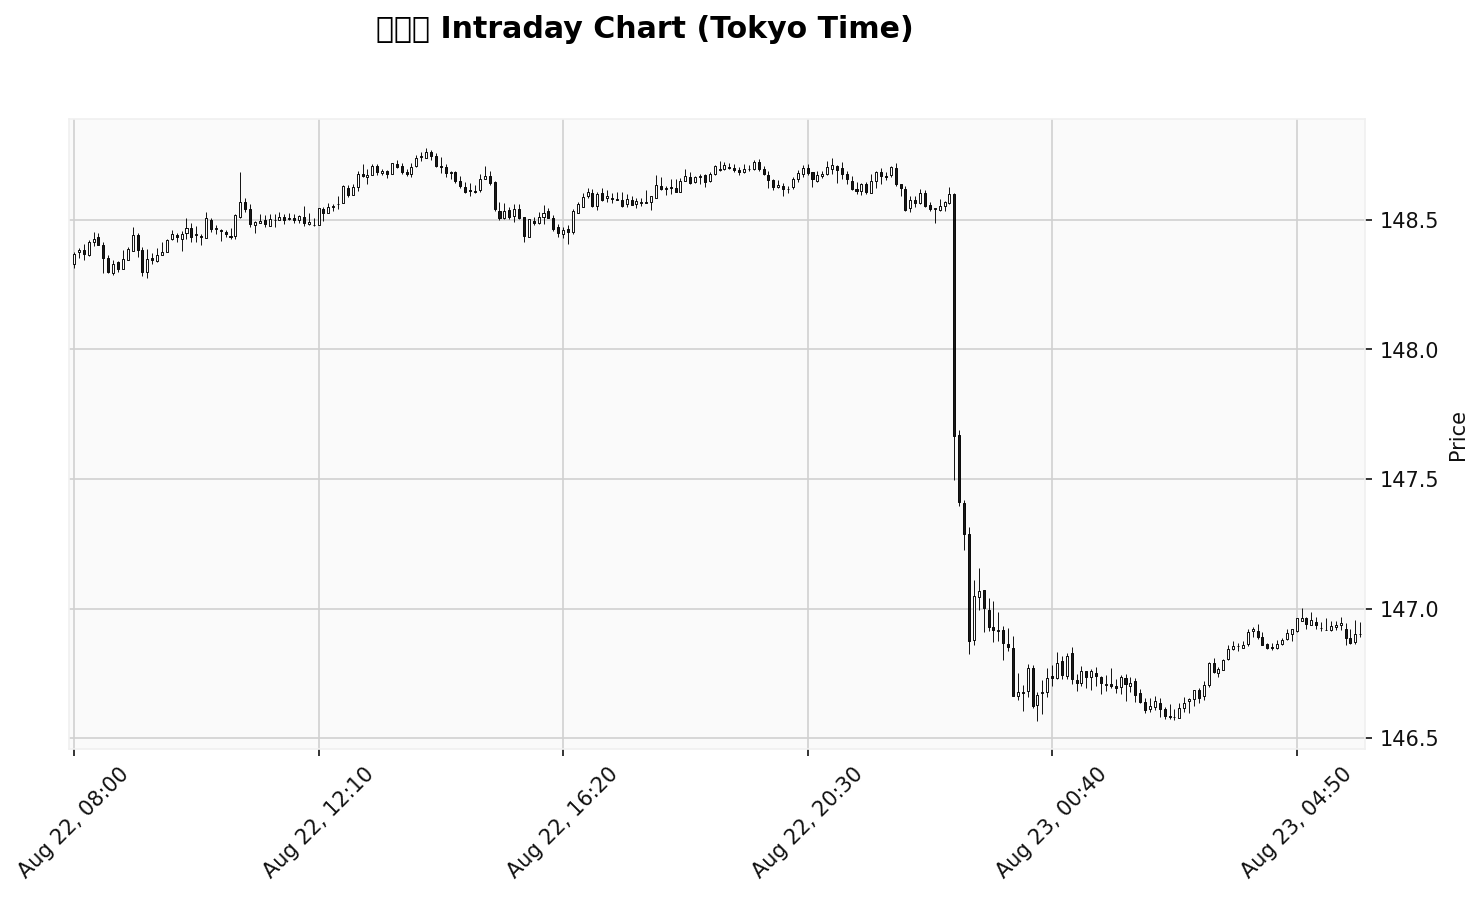 Intraday Chart (Tokyo Time)
148.5
148.0
147.5
147.0
146.5
Price
Aug 22, 08:00
Aug 22, 12:10
Aug 22, 16:20
Aug 22, 20:30
Aug 23, 00:40
Aug 23, 04:50